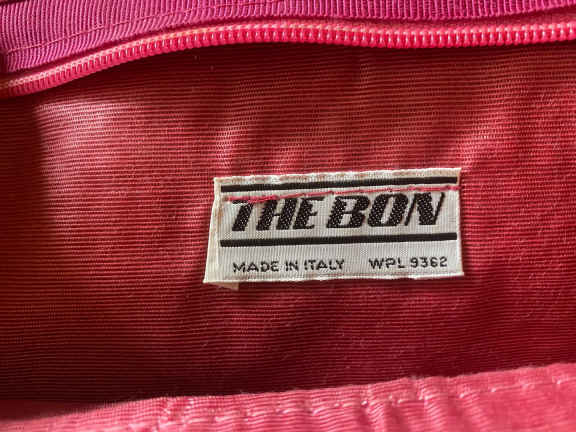 THE BON
MADE IN ITALY WPL 9362